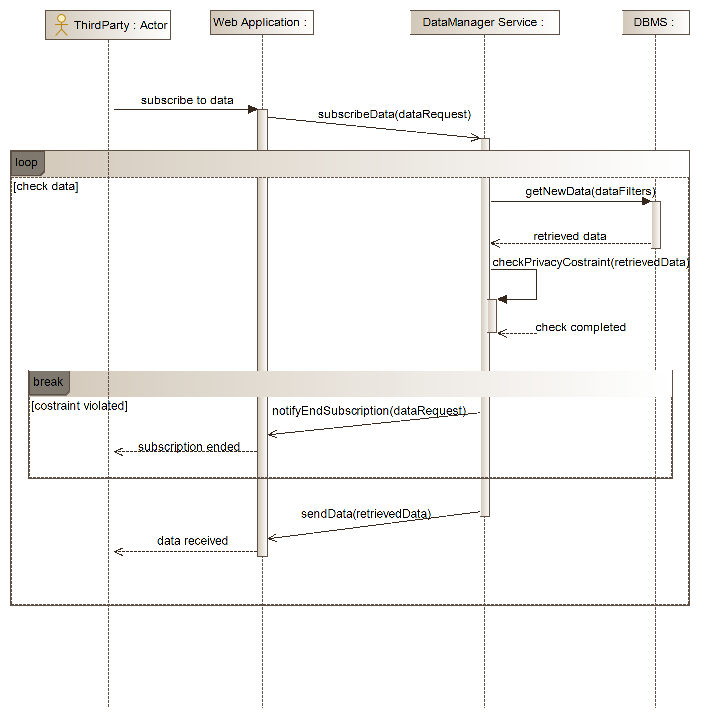 ThirdParty : Actor
Web Application :
DataManager Service :
DBMS :
subscribe to data
subscribeData(dataRequest)
loop
[check data]
getNewData(dataFilters)
retrieved data
checkPrivacyCostraint(retrievedData)
check completed
break
[costraint violated]
notifyEndSubscription(dataRequest)
subscription ended
sendData(retrievedData)
data received